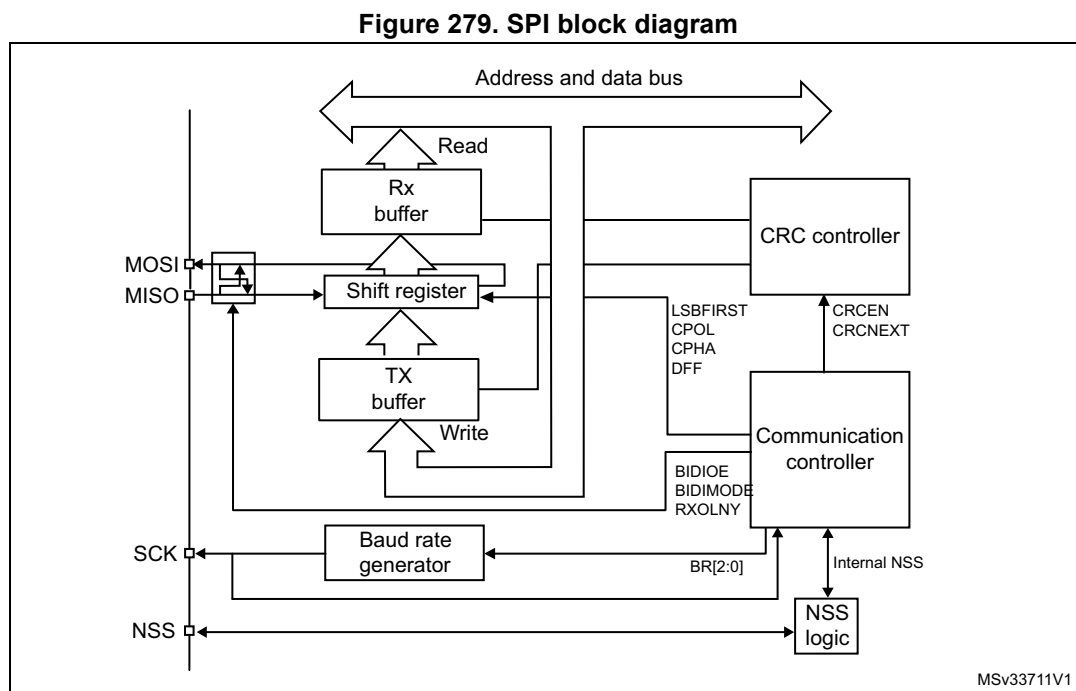 Figure 279. SPI block diagram
Address and data bus
Read
Rx
buffer
CRC controller
MOSI
MISO
Shift register
LSBFIRST
CPOL
CPHA
DFF
CRCEN
CRCNEXT
TX
buffer
Write
Communication
controller
BIDIOE
BIDIMODE
RXOLNY
SCK
Baud rate
generator
BR[2:0]
Internal NSS
NSS
NSS
logic
MSv33711V1